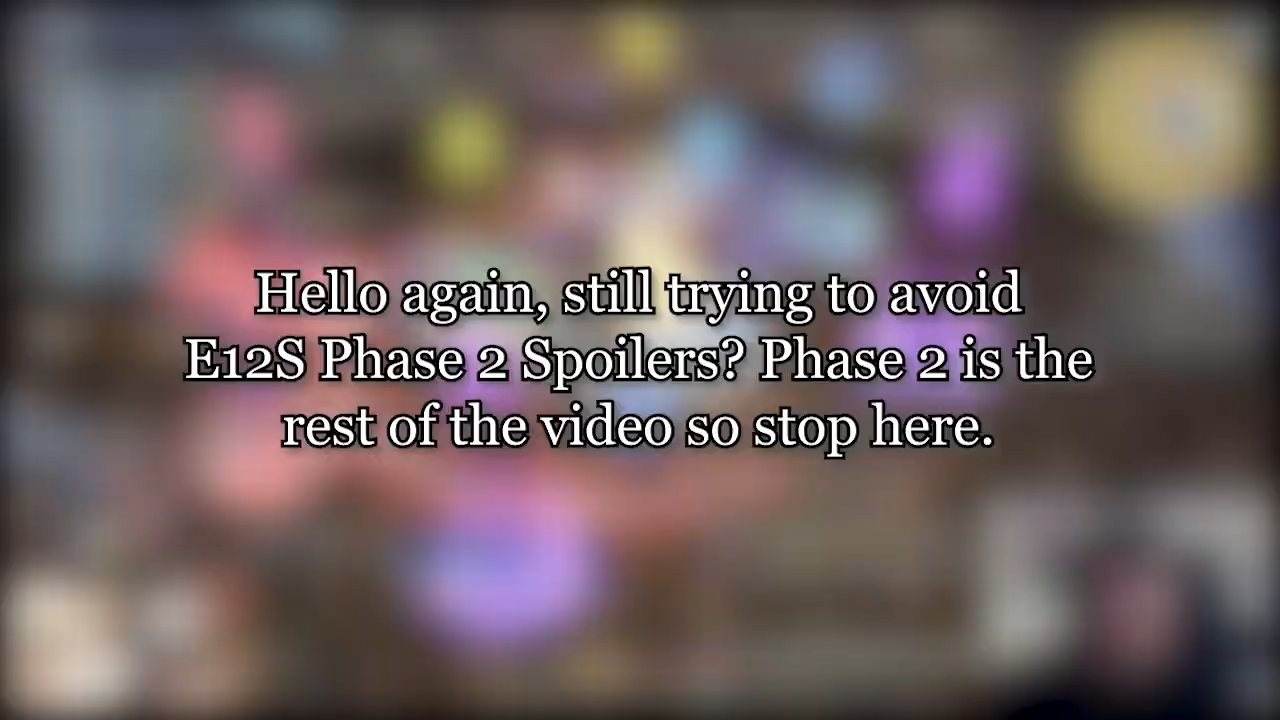 Hello again, still trying to avoid
E12S Phase 2 Spoilers? Phase 2 is the
rest of the video so stop here.